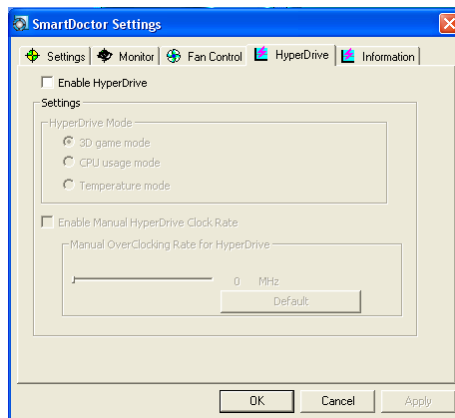 SmartDoctor Settings
Settings Monitor Fan Control HyperDrive Information
Enable HyperDrive
Settings
HyperDrive Mode
3D game mode
CPU usage mode
Temperature mode
Enable Manual HyperDrive Clock Rate
Manual OverClocking Rate for HyperDrive
0 MHz
Default
OK Cancel Apply